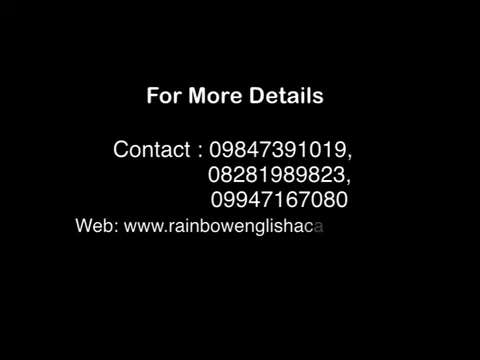 For More Details
Contact : 09847391019,
08281989823,
09947167080
Web: www.rainbowenglishaca